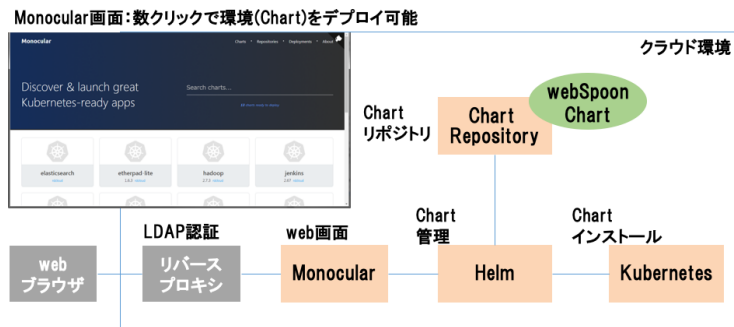 Monocular画面：数クリックで環境(Chart)をデプロイ可能
クラウド環境
Monocular
Charts
Repositories
Deployments
About
Discover & launch great
Kubernetes-ready apps
Search charts...
elasticsearch
etherpad-lite
hadoop
jenkins
webSpoon
Chart
Chart
リポジトリ
Chart
Repository
LDAP認証
web画面
Chart
管理
Chart
インストール
web
ブラウザ
リバース
プロキシ
Monocular
Helm
Kubernetes